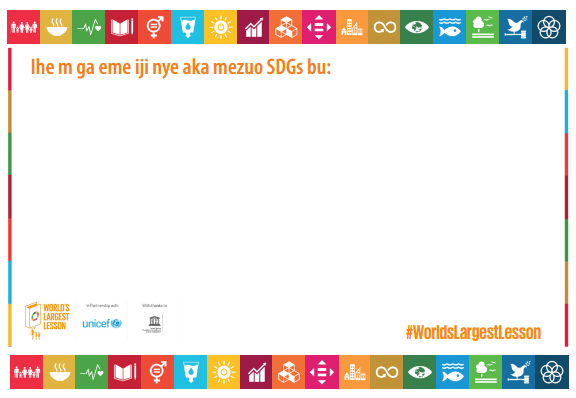 Ihe m ga eme iji nye aka mezuo SDGs bu:
WORLD'S
LARGEST
LESSON
In Partnership with
unicef
With thanks to
#WorldsLargestLesson